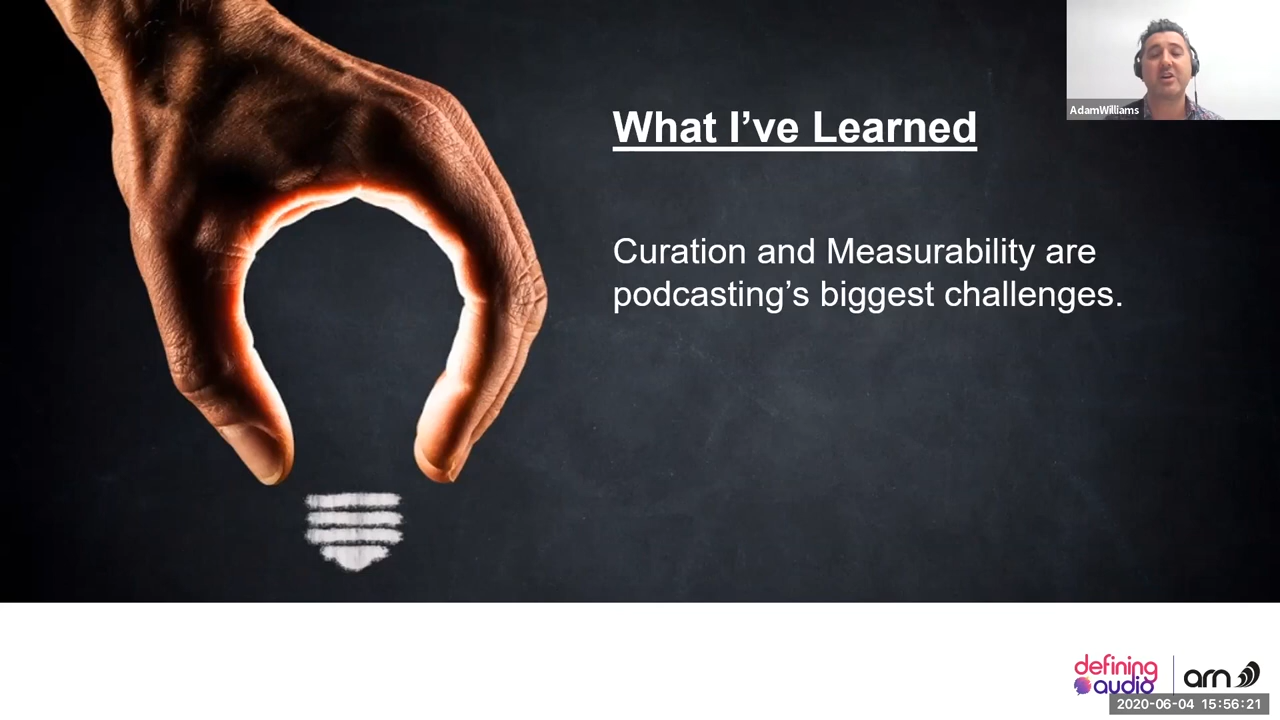 AdamWilliams
What I’ve Learned
Curation and Measurability are
podcasting’s biggest challenges.
defining
audio
arn
2020-06-04 15:56:21